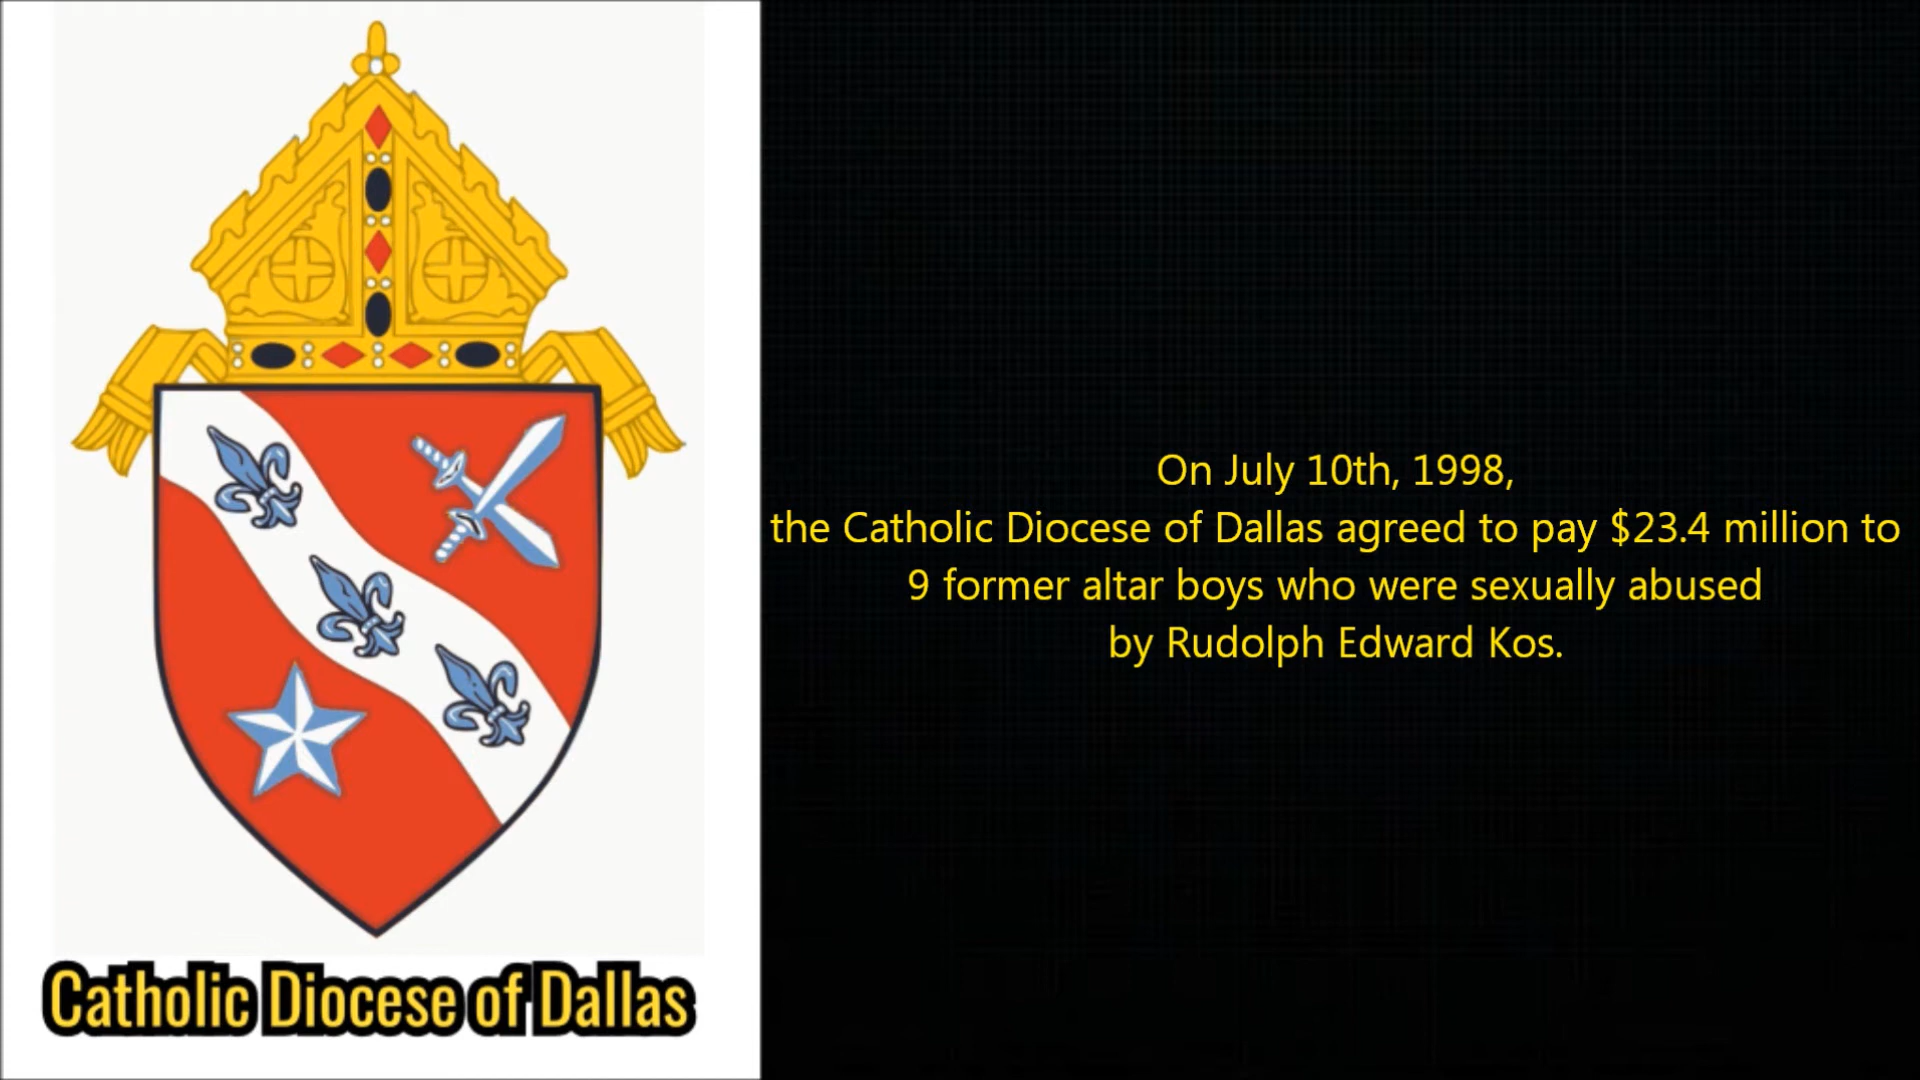 On July 10th, 1998,
the Catholic Diocese of Dallas agreed to pay $23.4 million to
9 former altar boys who were sexually abused
by Rudolph Edward Kos.
Catholic Diocese of Dallas